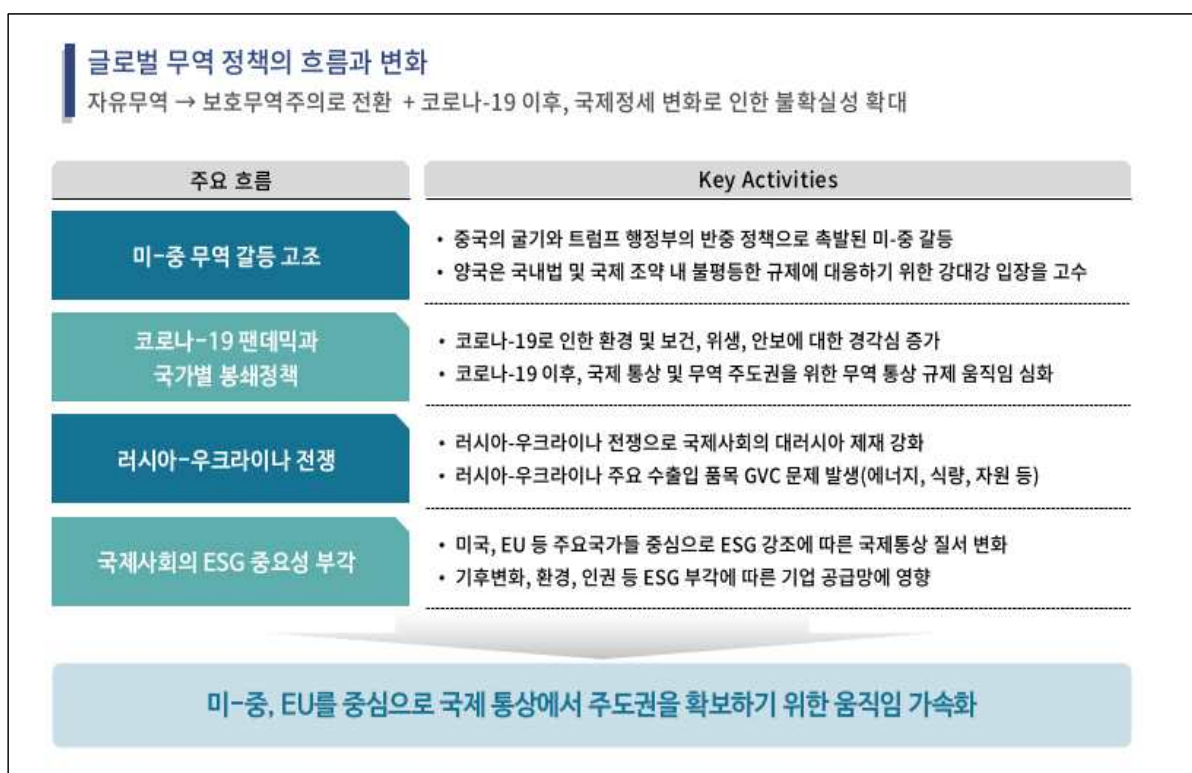 글로벌 무역 정책의 흐름과 변화
자유무역 → 보호무역주의로 전환 + 코로나-19 이후, 국제정세 변화로 인한 불확실성 확대
주요 흐름
Key Activities
미-중 무역 갈등 고조
• 중국의 굴기와 트럼프 행정부의 반중 정책으로 촉발된 미-중 갈등
• 양국은 국내법 및 국제 조약 내 불평등한 규제에 대응하기 위한 강대강 입장을 고수
코로나-19 팬데믹과
국가별 봉쇄정책
• 코로나-19로 인한 환경 및 보건, 위생, 안보에 대한 경각심 증가
• 코로나-19 이후, 국제 통상 및 무역 주도권을 위한 무역 통상 규제 움직임 심화
러시아-우크라이나 전쟁
• 러시아-우크라이나 전쟁으로 국제사회의 대러시아 제재 강화
• 러시아-우크라이나 주요 수출입 품목 GVC 문제 발생(에너지, 식량, 자원 등)
국제사회의 ESG 중요성 부각
• 미국, EU 등 주요국가들 중심으로 ESG 강조에 따른 국제통상 질서 변화
• 기후변화, 환경, 인권 등 ESG 부각에 따른 기업 공급망에 영향
미-중, EU를 중심으로 국제 통상에서 주도권을 확보하기 위한 움직임 가속화